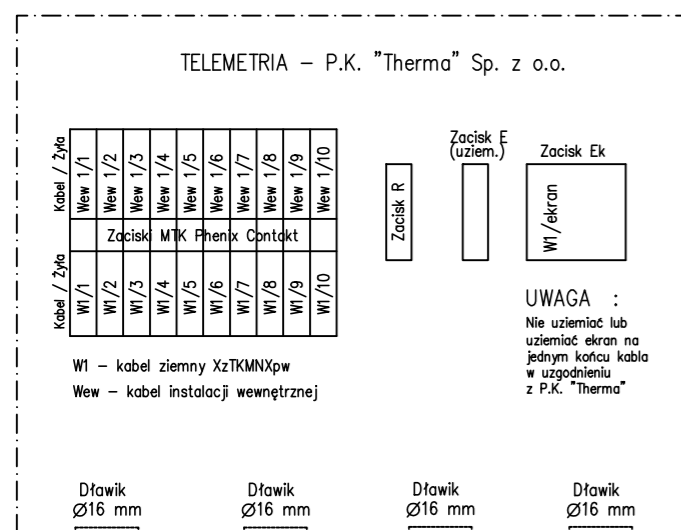 TELEMETRIA – P.K. "Therma" Sp. z o.o.
Kabel / Żyła
Wew 1/1
Wew 1/2
Wew 1/3
Wew 1/4
Wew 1/5
Wew 1/6
Wew 1/7
Wew 1/8
Wew 1/9
Wew 1/10
Zaciski MTK Phenix Contakt
Kabel / Żyła
W1/1
W1/2
W1/3
W1/4
W1/5
W1/6
W1/7
W1/8
W1/9
W1/10
Zacisk R
Zacisk E
(uziem.)
Zacisk Ek
W1/ekran
UWAGA :
Nie uziemiać lub
uziemiać ekran na
jednym końcu kabla
w uzgodnieniu
z P.K. "Therma"
W1 – kabel ziemny XzTKMNXpw
Wew – kabel instalacji wewnętrznej
Dławik
Ø16 mm
Dławik
Ø16 mm
Dławik
Ø16 mm
Dławik
Ø16 mm